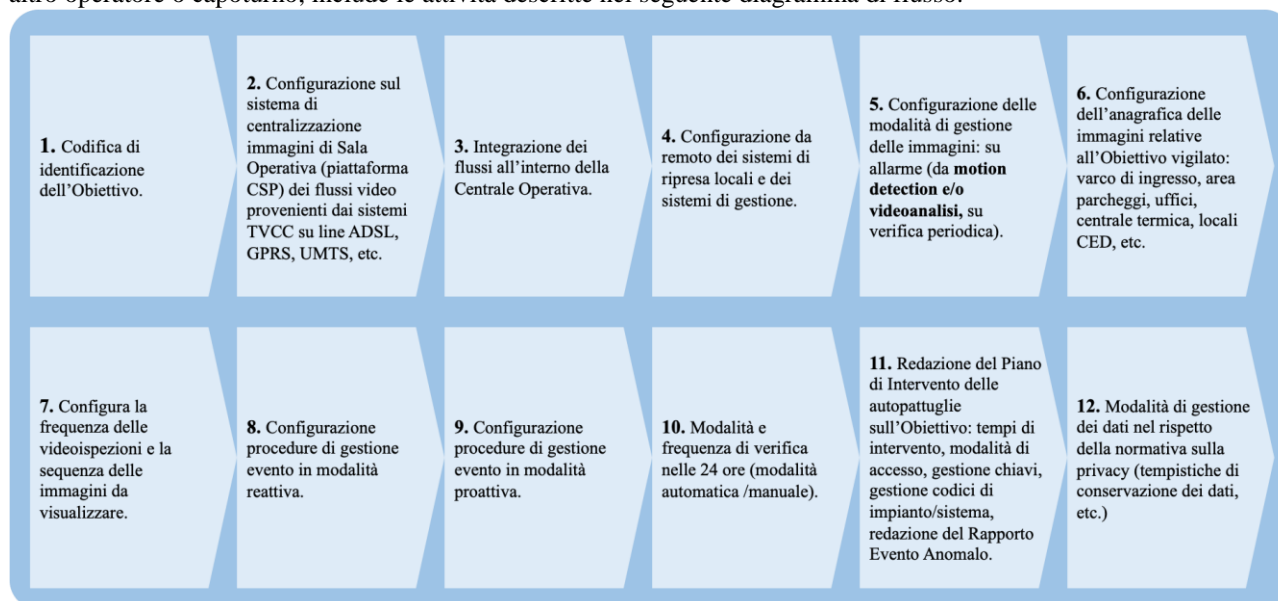 altro operatore o capoturno, include le attività descritte nel seguente diagramma di flusso:
1. Codifica di
identificazione
dell'Obiettivo.
2. Configurazione sul
sistema di
centralizzazione
immagini di Sala
Operativa (piattaforma
CSP) dei flussi video
provenienti dai sistemi
TVCC su line ADSL,
GPRS, UMTS, etc.
3. Integrazione dei
flussi all'interno della
Centrale Operativa.
4. Configurazione da
remoto dei sistemi di
ripresa locali e dei
sistemi di gestione.
5. Configurazione delle
modalità di gestione
delle immagini: su
allarme (da motion
detection e/o
videoanalisi, su
verifica periodica).
6. Configurazione
dell'anagrafica delle
immagini relative
all'Obiettivo vigilato:
varco di ingresso, area
parcheggi, uffici,
centrale termica, locali
CED, etc.
7. Configura la
frequenza delle
videoispezioni e la
sequenza delle
immagini da
visualizzare.
8. Configurazione
procedure di gestione
evento in modalità
reattiva.
9. Configurazione
procedure di gestione
evento in modalità
proattiva.
10. Modalità e
frequenza di verifica
nelle 24 ore (modalità
automatica /manuale).
11. Redazione del Piano
di Intervento delle
autopattuglie
sull'Obiettivo: tempi di
intervento, modalità di
accesso, gestione chiavi,
gestione codici di
impianto/sistema,
redazione del Rapporto
Evento Anomalo.
12. Modalità di gestione
dei dati nel rispetto
della normativa sulla
privacy (tempistiche di
conservazione dei dati,
etc.)